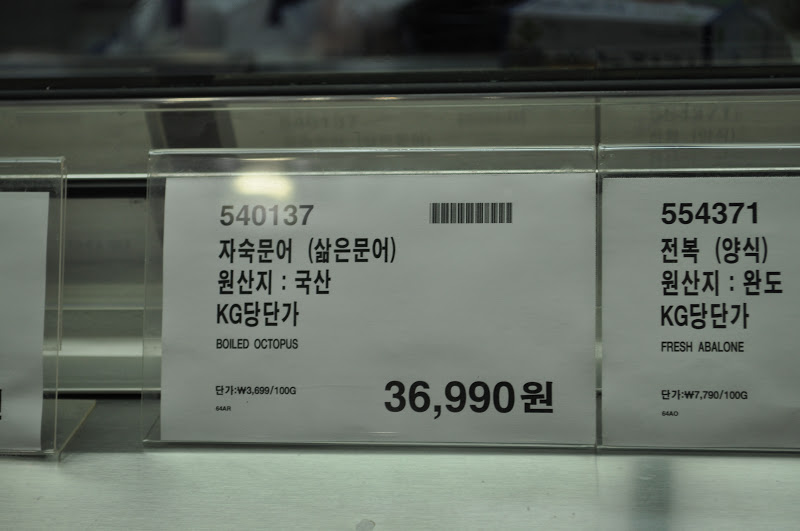 540137
자숙문어 (삶은문어)
원산지 : 국산
KG당단가
BOILED OCTOPUS
단가:₩3,699/100G
36,990원
64AR
554371
전복 (양식)
원산지 : 완도
KG당단가
FRESH ABALONE
단가:₩7,790/100G
64AO